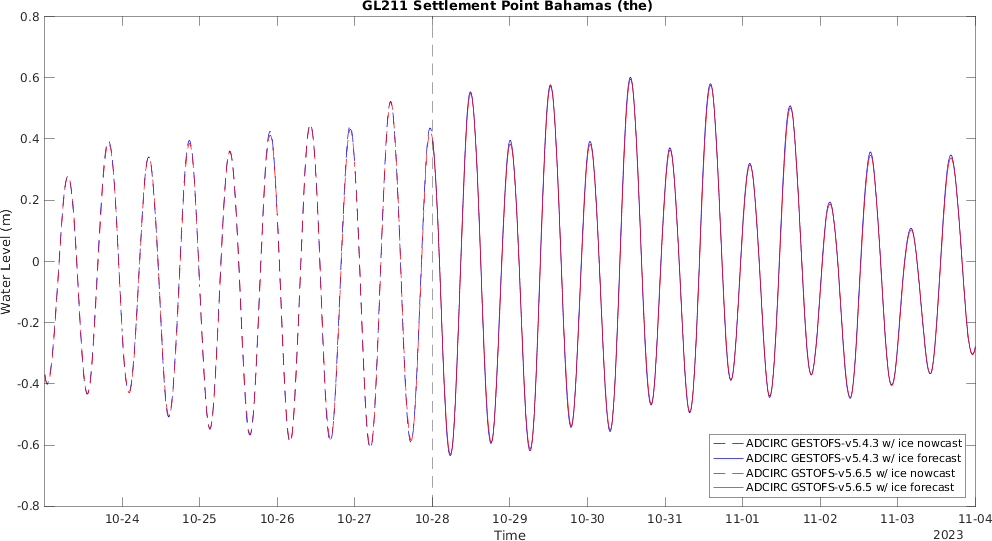 GL211 Settlement Point Bahamas (the)
0.8
0.6
0.4
0.2
0
-0.2
-0.4
-0.6
-0.8
Water Level (m)
ADCIRC GESTOFS-v5.4.3 w/ ice nowcast
ADCIRC GESTOFS-v5.4.3 w/ ice forecast
ADCIRC GSTOFS-v5.6.5 w/ ice nowcast
ADCIRC GSTOFS-v5.6.5 w/ ice forecast
10-24 10-25 10-26 10-27 10-28 10-29 10-30 10-31 11-01 11-02 11-03 11-04
Time
2023